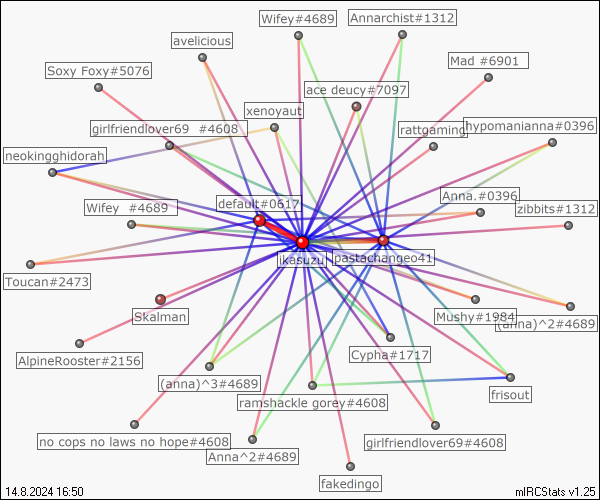 Wifey#4689
Annarchist#1312
avelicious
Mad #6901
Soxy Foxy#5076
ace deucy#7097
xenoyaut
girlfriendlover69 #4608
rattgaming
hypomanianna#0396
neokingghidorah
Anna.#0396
default#0617
Wifey #4689
zibbits#1312
ikasuzu
pastachangeo41
Toucan#2473
Skalman
Mushy#1984
(anna)^2#4689
Cypha#1717
AlpineRooster#2156
(anna)^3#4689
frisout
ramshackle gorey#4608
no cops no laws no hope#4608
girlfriendlover69#4608
Anna^2#4689
fakedingo
14.8.2024 16:50
mIRCStats v1.25